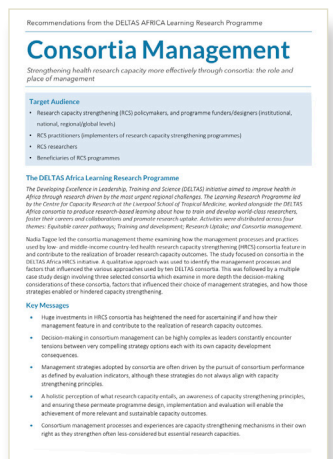 Recommendations from the DELTAS AFRICA Learning Research Programme
Consortia Management
Strengthening health research capacity more effectively through consortia: the role and
place of management
Target Audience
• Research capacity strengthening (RCS) policymakers, and programme funders/designers (institutional,
national, regional/global levels)
• RCS practitioners (implementers of research capacity strengthening programmes)
• RCS researchers
• Beneficiaries of RCS programmes
The DELTAS Africa Learning Research Programme
The Developing Excellence in Leadership, Training and Science (DELTAS) initiative aimed to improve health in
Africa through research driven by the most urgent regional challenges. The Learning Research Programme led
by the Centre for Capacity Research at the Liverpool School of Tropical Medicine, worked alongside the DELTAS
Africa consortia to produce research-based learning about how to train and develop world-class researchers,
foster their careers and collaborations and promote research uptake. Activities were distributed across four
themes: Equitable career pathways; Training and development; Research Uptake; and Consortia management.
Nadia Tagoe led the consortia management theme examining how the management processes and practices
used by low- and middle-income country-led health research capacity strengthening (HRCS) consortia feature in
and contribute to the realization of broader research capacity outcomes. The study focused on consortia in the
DELTAS Africa HRCS initiative. A qualitative approach was used to identify the management processes and
factors that influenced the various approaches used by ten DELTAS consortia. This was followed by a multiple
case study design involving three selected consortia which examine in more depth the decision-making
considerations of these consortia, factors that influenced their choice of management strategies, and how those
strategies enabled or hindered capacity strengthening.
Key Messages
• Huge investments in HRCS consortia has heightened the need for ascertaining if and how their
management feature in and contribute to the realization of research capacity outcomes.
• Decision-making in consortium management can be highly complex as leaders constantly encounter
tensions between very compelling strategy options each with its own capacity development
consequences.
• Management strategies adopted by consortia are often driven by the pursuit of consortium performance
as defined by evaluation indicators, although these strategies do not always align with capacity
strengthening principles.
• A holistic perception of what research capacity entails, an awareness of capacity strengthening principles,
and ensuring these permeate programme design, implementation and evaluation will enable the
achievement of more relevant and sustainable capacity outcomes.
• Consortium management processes and experiences are capacity strengthening mechanisms in their own
right as they strengthen often less-considered but essential research capacities.